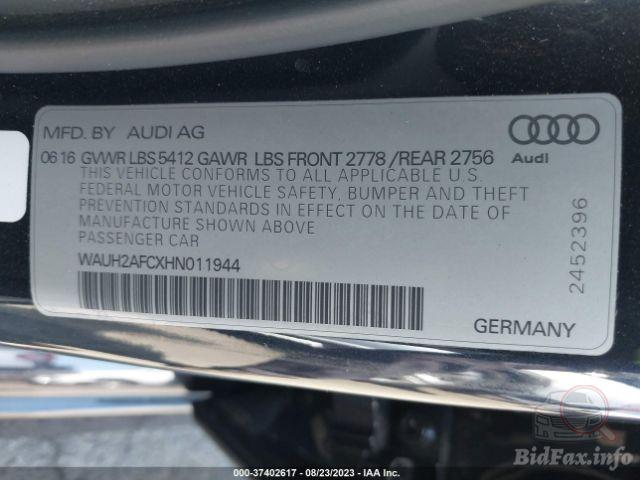 MFD. BY AUDI AG
Audi
06 16 GVWR LBS 5412 GAWR LBS FRONT 2778 /REAR 2756
THIS VEHICLE CONFORMS TO ALL APPLICABLE U.S.
FEDERAL MOTOR VEHICLE SAFETY, BUMPER AND THEFT
PREVENTION STANDARDS IN EFFECT ON THE DATE OF
MANUFACTURE SHOWN ABOVE
PASSENGER CAR
WAUH2AFCXHN011944
2452396
GERMANY
BidFax.info
000-37402617 - 08/23/2023 - IAA Inc.